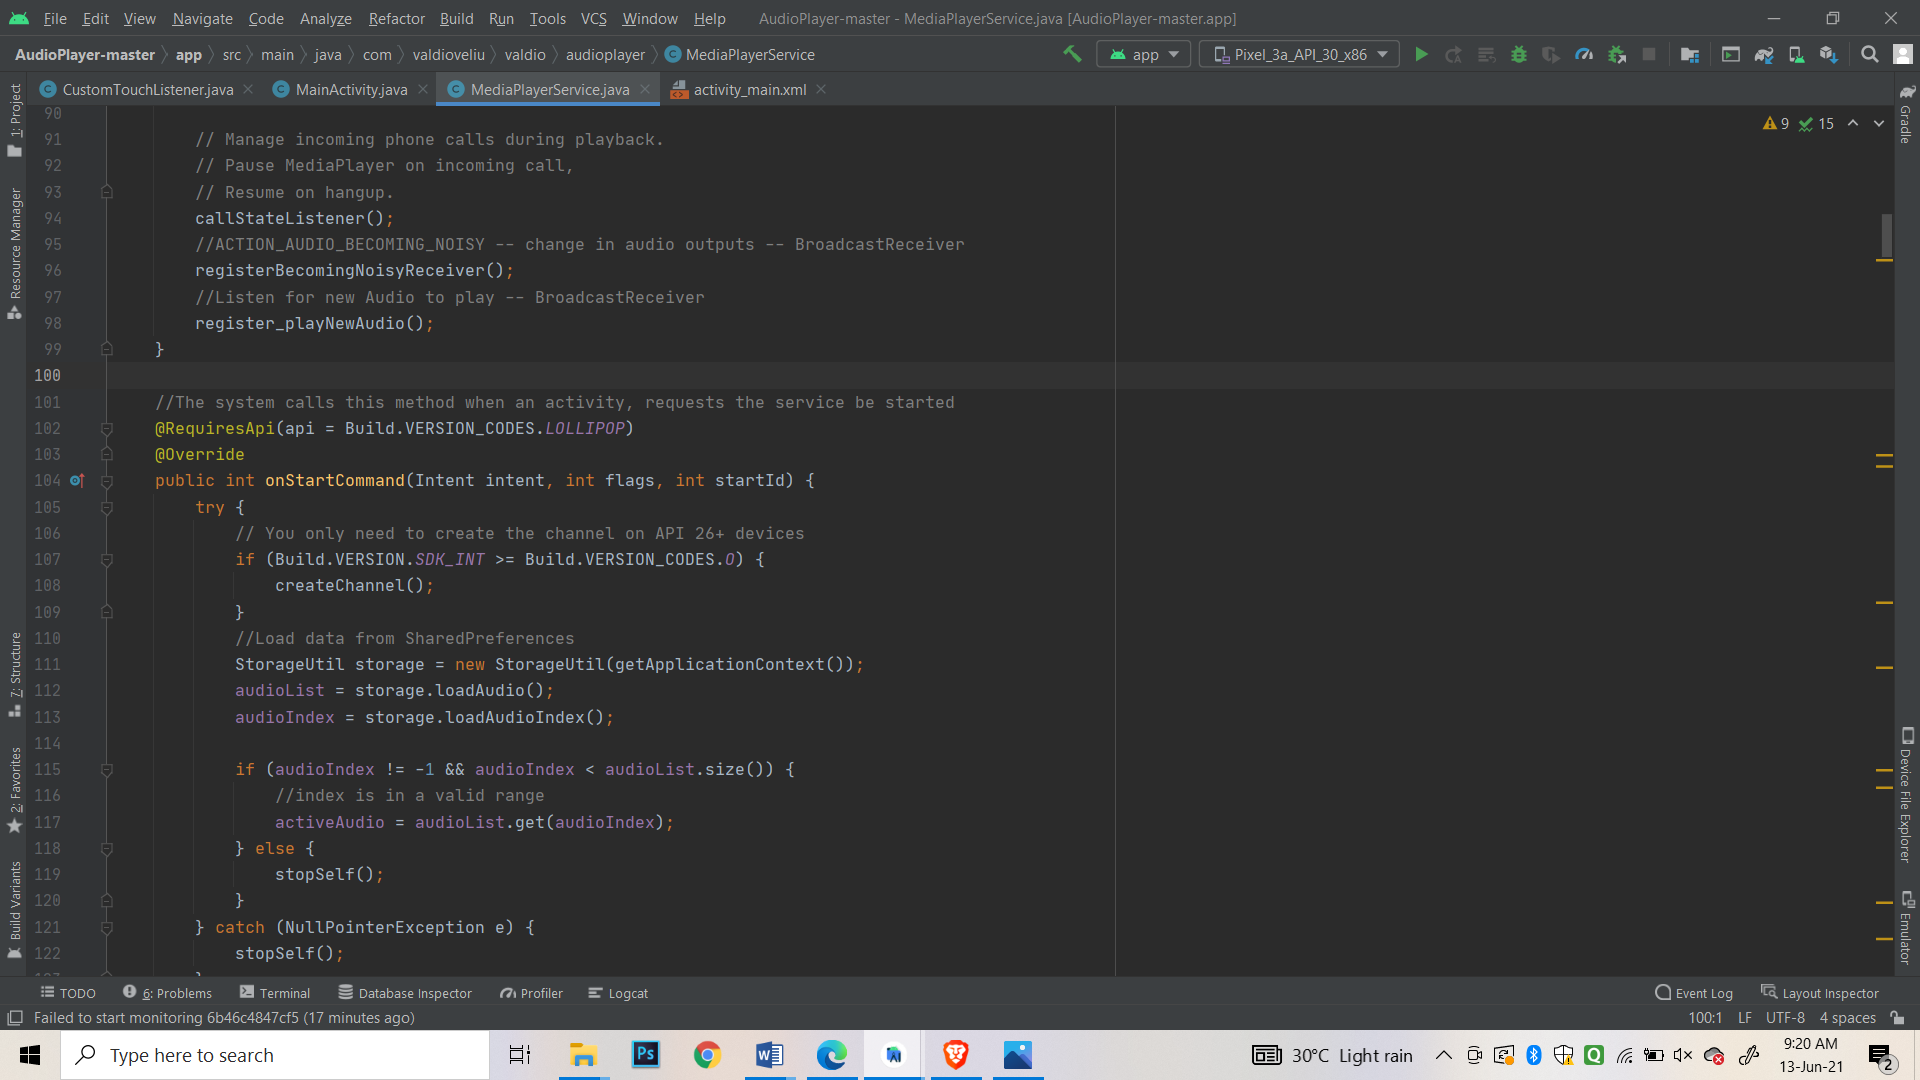 File Edit View Navigate Code Analyze Refactor Build Run Tools VCS Window Help AudioPlayer-master - MediaPlayerService.java [AudioPlayer-master.app]
AudioPlayer-master app src main java com valdioveliu valdio audioplayer MediaPlayerService app Pixel_3a_API_30_x86
CustomTouchListener.java MainActivity.java MediaPlayerService.java activity_main.xml
90
91 // Manage incoming phone calls during playback.
92 // Pause MediaPlayer on incoming call,
93 // Resume on hangup.
94 callStateListener();
95 //ACTION_AUDIO_BECOMING_NOISY -- change in audio outputs -- BroadcastReceiver
96 registerBecomingNoisyReceiver();
97 //Listen for new Audio to play -- BroadcastReceiver
98 register_playNewAudio();
99 }
100
101 //The system calls this method when an activity, requests the service be started
102 @RequiresApi(api = Build.VERSION_CODES.LOLLIPOP)
103 @Override
104 public int onStartCommand(Intent intent, int flags, int startId) {
105 try {
106 // You only need to create the channel on API 26+ devices
107 if (Build.VERSION.SDK_INT >= Build.VERSION_CODES.O) {
108 createChannel();
109 }
110 //Load data from SharedPreferences
111 StorageUtil storage = new StorageUtil(getApplicationContext());
112 audioList = storage.loadAudio();
113 audioIndex = storage.loadAudioIndex();
114
115 if (audioIndex != -1 && audioIndex < audioList.size()) {
116 //index is in a valid range
117 activeAudio = audioList.get(audioIndex);
118 } else {
119 stopSelf();
120 }
121 } catch (NullPointerException e) {
122 stopSelf();
9 15
1: Project
Resource Manager
7: Structure
2: Favorites
Build Variants
Gradle
Device File Explorer
Emulator
TODO 6: Problems Terminal Database Inspector Profiler Logcat Event Log Layout Inspector
Failed to start monitoring 6b46c4847cf5 (17 minutes ago) 100:1 LF UTF-8 4 spaces
Type here to search Ps W 30°C Light rain Q 9:20 AM
13-Jun-21 2